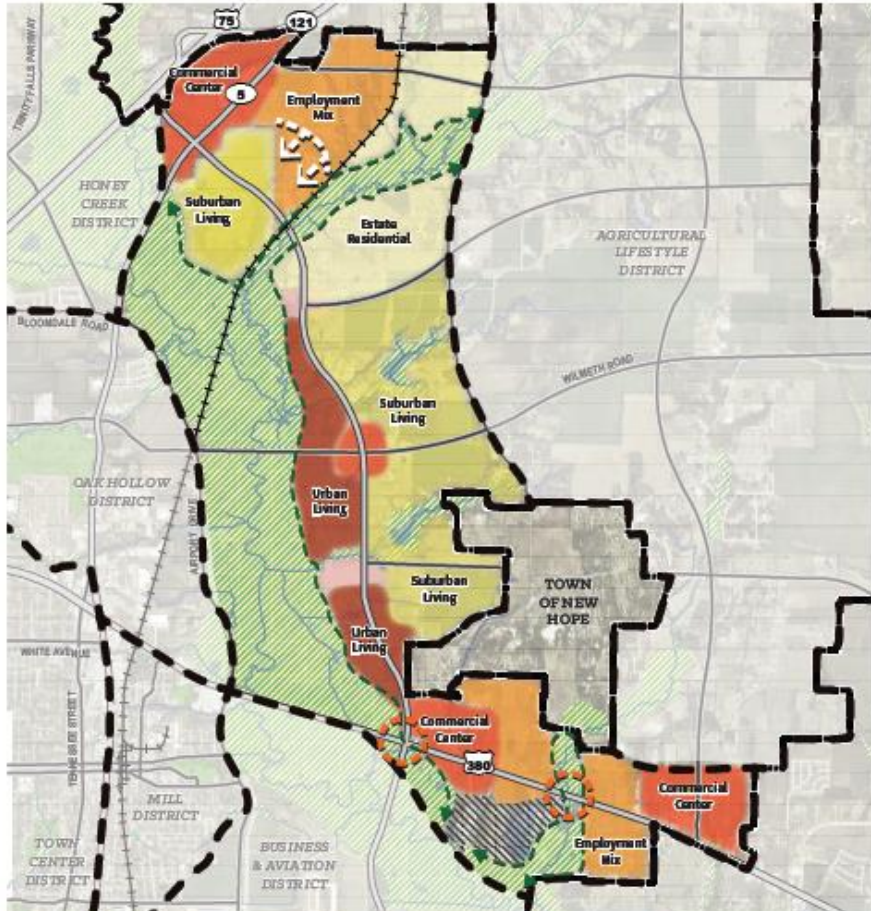 75
121
TRINITY FALLS PARKWAY
Commercial
Center
5
Employment
Mix
HONEY
CREEK
DISTRICT
Suburban
Living
Estate
Residential
AGRICULTURAL
LIFESTYLE
DISTRICT
BLOOMDALE ROAD
WILMETH ROAD
Suburban
Living
OAK HOLLOW
DISTRICT
Urban
Living
AIRPORT DRIVE
Suburban
Living
TOWN
OF NEW
HOPE
Urban
Living
WHITE AVENUE
TENNESSEE STREET
Commercial
Center
380
Commercial
Center
MILL
DISTRICT
Employment
Mix
TOWN
CENTER
DISTRICT
BUSINESS
& AVIATION
DISTRICT